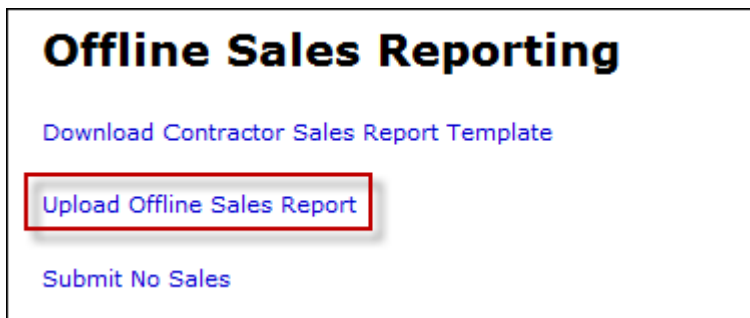 Offline Sales Reporting
Download Contractor Sales Report Template
Upload Offline Sales Report
Submit No Sales